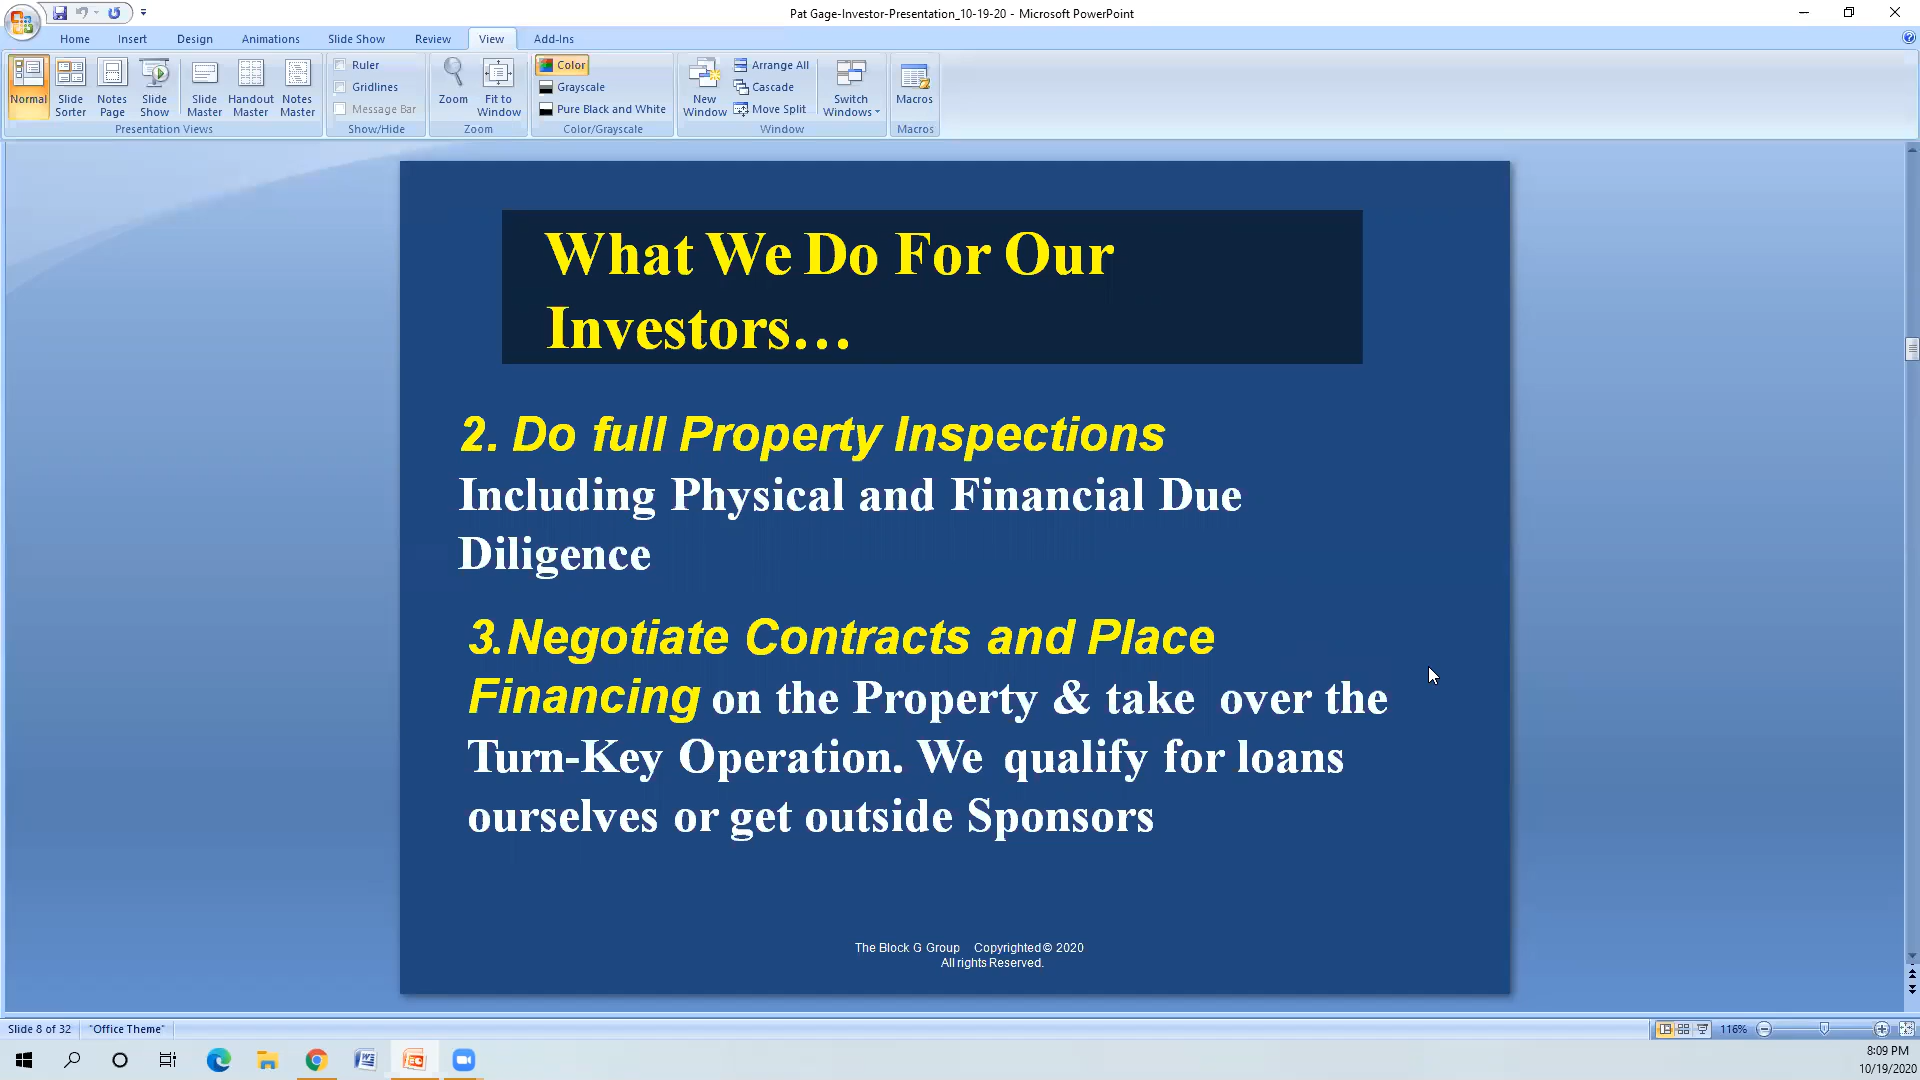 Pat Gage-Investor-Presentation_10-19-20 - Microsoft PowerPoint
Home Insert Design Animations Slide Show Review View Add-Ins
Normal
Slide Sorter
Notes Page
Slide Show
Slide Master
Handout Master
Notes Master
Presentation Views
Ruler
Gridlines
Message Bar
Show/Hide
Zoom
Fit to Window
Zoom
Color
Grayscale
Pure Black and White
Color/Grayscale
New Window
Arrange All
Cascade
Move Split
Switch Windows
Window
Macros
Macros
What We Do For Our
Investors…
2. Do full Property Inspections
Including Physical and Financial Due
Diligence
3.Negotiate Contracts and Place
Financing on the Property & take over the
Turn-Key Operation. We qualify for loans
ourselves or get outside Sponsors
The Block G Group Copyrighted © 2020
All rights Reserved.
Slide 8 of 32 "Office Theme" 116%
8:09 PM
10/19/2020